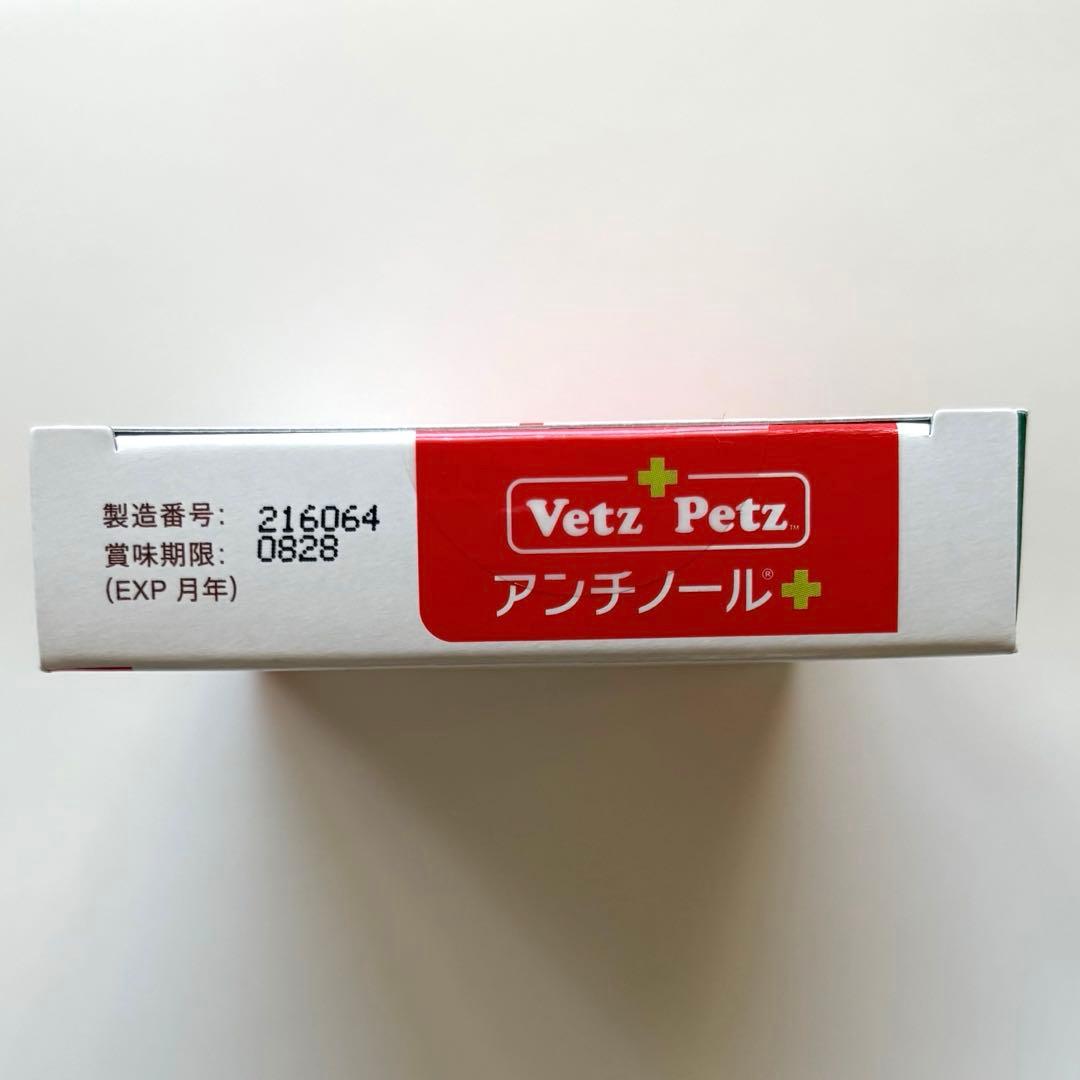 製造番号: 216064
賞味期限: 0828
(EXP 月年)
Vetz Petz™
アンチノール®